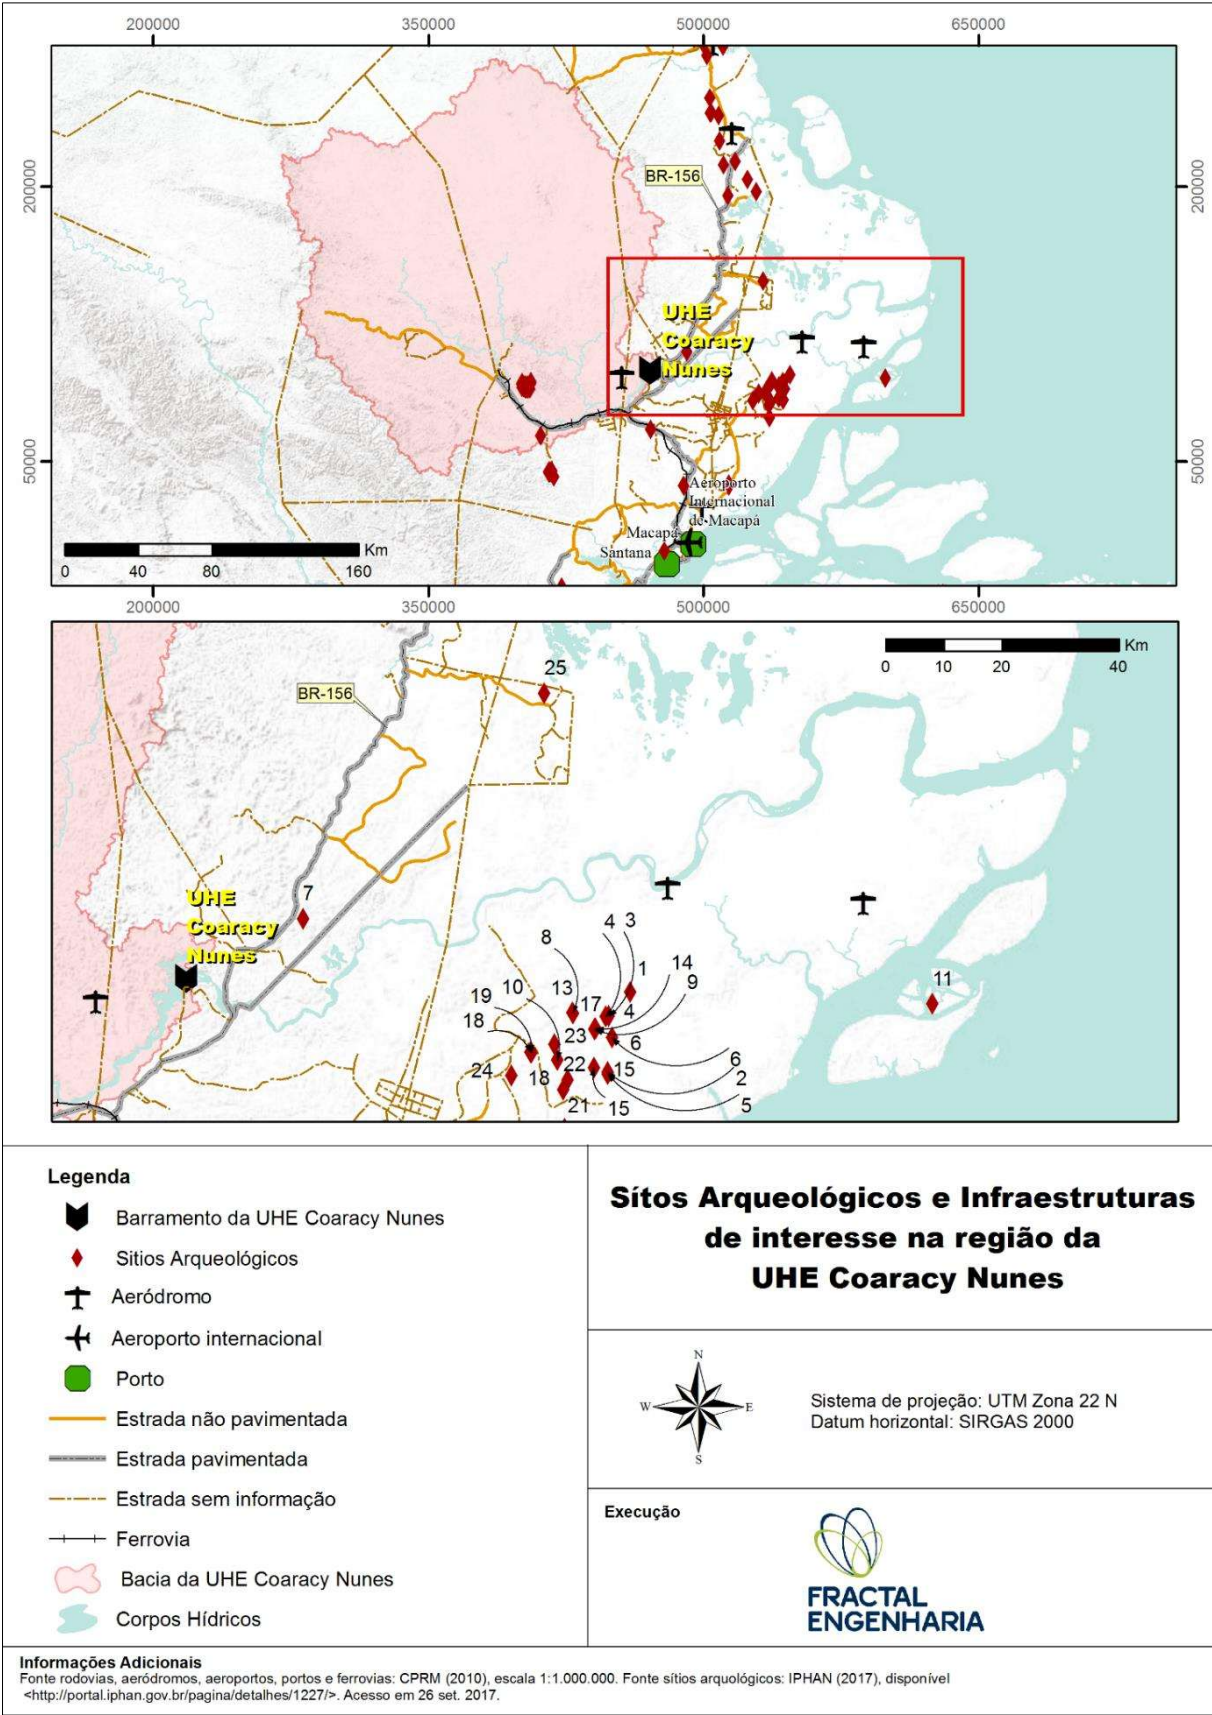 200000 350000 500000 650000
200000
200000
BR-156
UHE
Coaracy
Nunes
50000
50000
Aeroporto
Internacional
de Macapá
Macapá
Santana
Km
0 40 80 160
200000 350000 500000 650000
Km
0 10 20 40
25
BR-156
7
UHE
Coaracy
Nunes
4 3
8 14
10 13 17 1 9
19 4
18 23 6
22 6
24 18 15 2
21 15 5
11
Legenda
Barramento da UHE Coaracy Nunes
Sitios Arqueológicos
Aeródromo
Aeroporto internacional
Porto
Estrada não pavimentada
Estrada pavimentada
Estrada sem informação
Ferrovia
Bacia da UHE Coaracy Nunes
Corpos Hídricos
Sítos Arqueológicos e Infraestruturas
de interesse na região da
UHE Coaracy Nunes
N
W E
S
Sistema de projeção: UTM Zona 22 N
Datum horizontal: SIRGAS 2000
Execução
FRACTAL
ENGENHARIA
Informações Adicionais
Fonte rodovias, aeródromos, aeroportos, portos e ferrovias: CPRM (2010), escala 1:1.000.000. Fonte sítios arqueológicos: IPHAN (2017), disponível
<http://portal.iphan.gov.br/pagina/detalhes/1227/>. Acesso em 26 set. 2017.